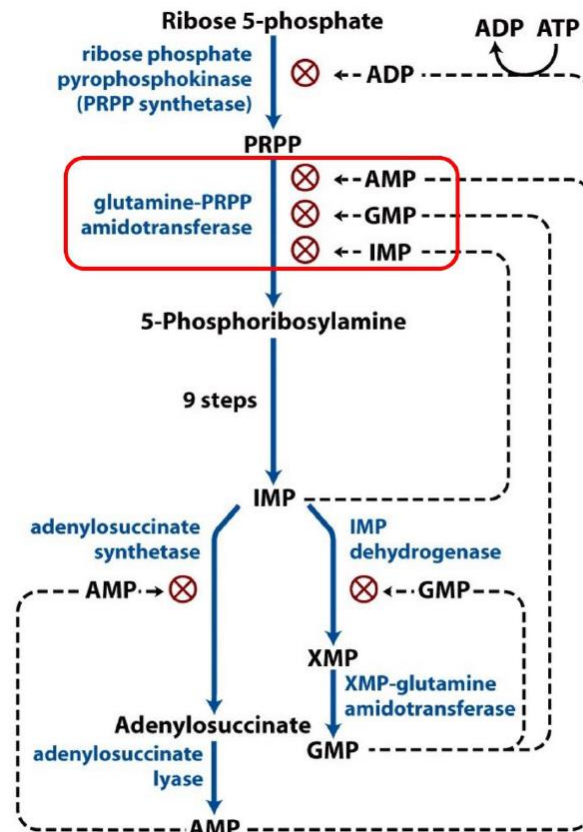 Ribose 5-phosphate
ADP ATP
ribose phosphate
pyrophosphokinase
(PRPP synthetase)
ADP
PRPP
AMP
glutamine-PRPP
amidotransferase
GMP
IMP
5-Phosphoribosylamine
9 steps
IMP
adenylosuccinate
synthetase
IMP
dehydrogenase
AMP
GMP
XMP
XMP-glutamine
amidotransferase
Adenylosuccinate
GMP
adenylosuccinate
lyase
AMP